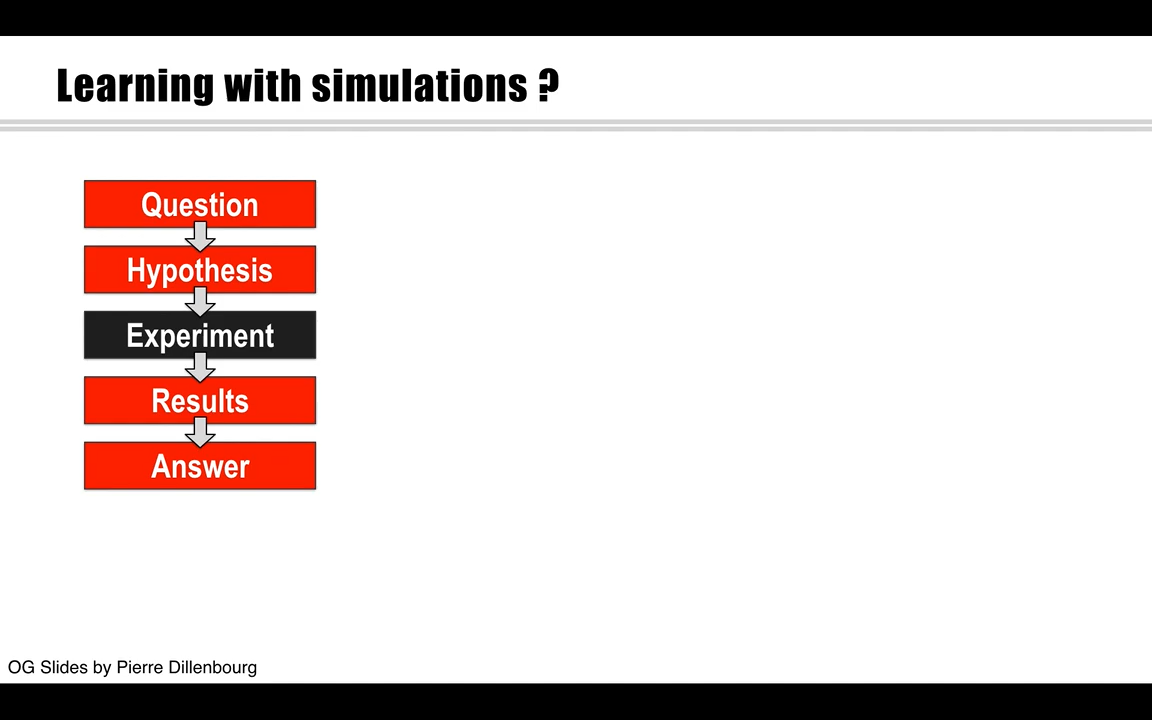 Learning with simulations ?
Question
Hypothesis
Experiment
Results
Answer
OG Slides by Pierre Dillenbourg